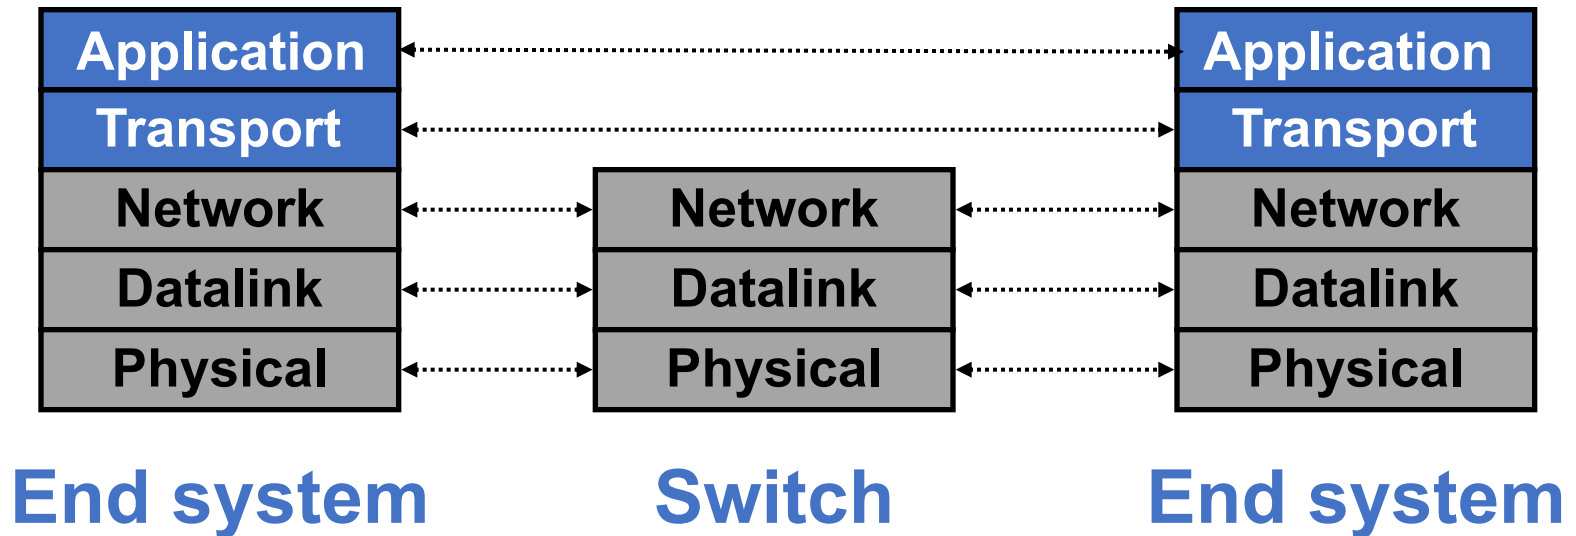 Application
Transport
Network
Datalink
Physical
End system
Network
Datalink
Physical
Switch
Application
Transport
Network
Datalink
Physical
End system